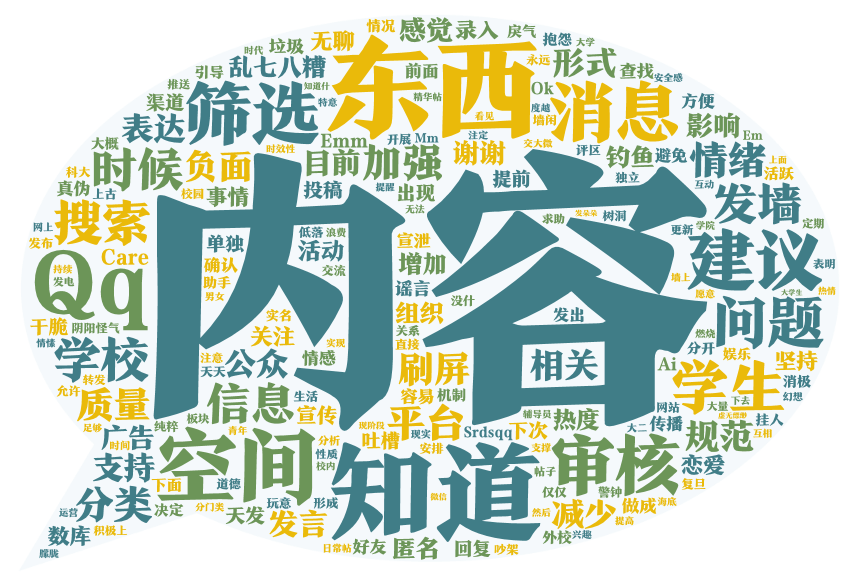 情况
感觉
录入
戾气
抱怨
大学
时代
垃圾
无聊
东西
永远
形式
查找
安全感
引导
乱七八糟
前面
Ok
推送
知道什
筛选
特意
精华帖
看见
度越
消息
方便
渠道
墙闲
表达
影响
Em
大概
时效性
Emm
开展
Mm
注定
交大微
评区
钓鱼
避免
情绪
上面
科大
时候
负面
目前
加强
谢谢
活跃
真伪
上古
校园
事情
投稿
提醒
出现
提前
独立
互动
发墙
无法
求助
发朵朵
树洞
学院
定期
搜索
网上
发布
单独
低落
浪费
宣泄
更新
建议
表明
Care
活动
内容
增加
Qq
持续
发电
确认
交流
谣言
没什
墙上
大学生
热情
助手
男女
愿意
干脆
阴阳怪气
实名
组织
发出
问题
关注
关系
燃烧
情愫
注意
实现
直接
分开
学校
天天
公众
情感
刷屏
相关
Ai
娱乐
坚持
允许
转发
容易
机制
学生
消极
幻想
质量
信息
生活
网站
大量
下去
足够
纯粹
板块
宣传
现阶段
平台
辅导员
热度
虚无缥缈
挂人
广告
时间
青年
分析
吐槽
现实
Srdsqq
下次
大二
传播
规范
互相
空间
性质
安排
支撑
支持
校内
知道
帖子
审核
恋爱
下面
道德
仅仅
警钟
复旦
分类
分门类
玩意
形成
微信
做成
海底
运营
决定
天发
发言
然后
减少
提高
数库
积极上
外校
兴趣
朦胧
日常帖
好友
匿名
回复
吵架